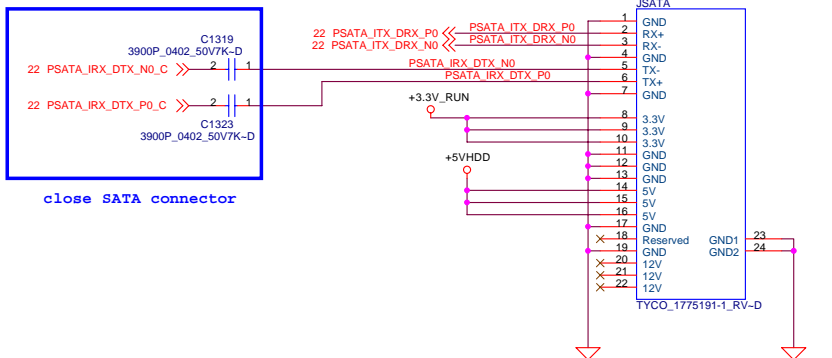 JSATA
C1319
3900P_0402_50V7K~D
22 PSATA_IRX_DTX_N0_C 2 1
22 PSATA_IRX_DTX_P0_C 2 1
C1323
3900P_0402_50V7K~D
close SATA connector
22 PSATA_ITX_DRX_P0 PSATA_ITX_DRX_P0
22 PSATA_ITX_DRX_N0 PSATA_ITX_DRX_N0
PSATA_IRX_DTX_N0
PSATA_IRX_DTX_P0
+3.3V_RUN
+5VHDD
1 GND
2 RX+
3 RX-
4 GND
5 TX-
6 TX+
7 GND
8 3.3V
9 3.3V
10 3.3V
11 GND
12 GND
13 GND
14 5V
15 5V
16 5V
17 GND
18 Reserved GND1 23
19 GND GND2 24
20 12V
21 12V
22 12V
TYCO_1775191-1_RV~D